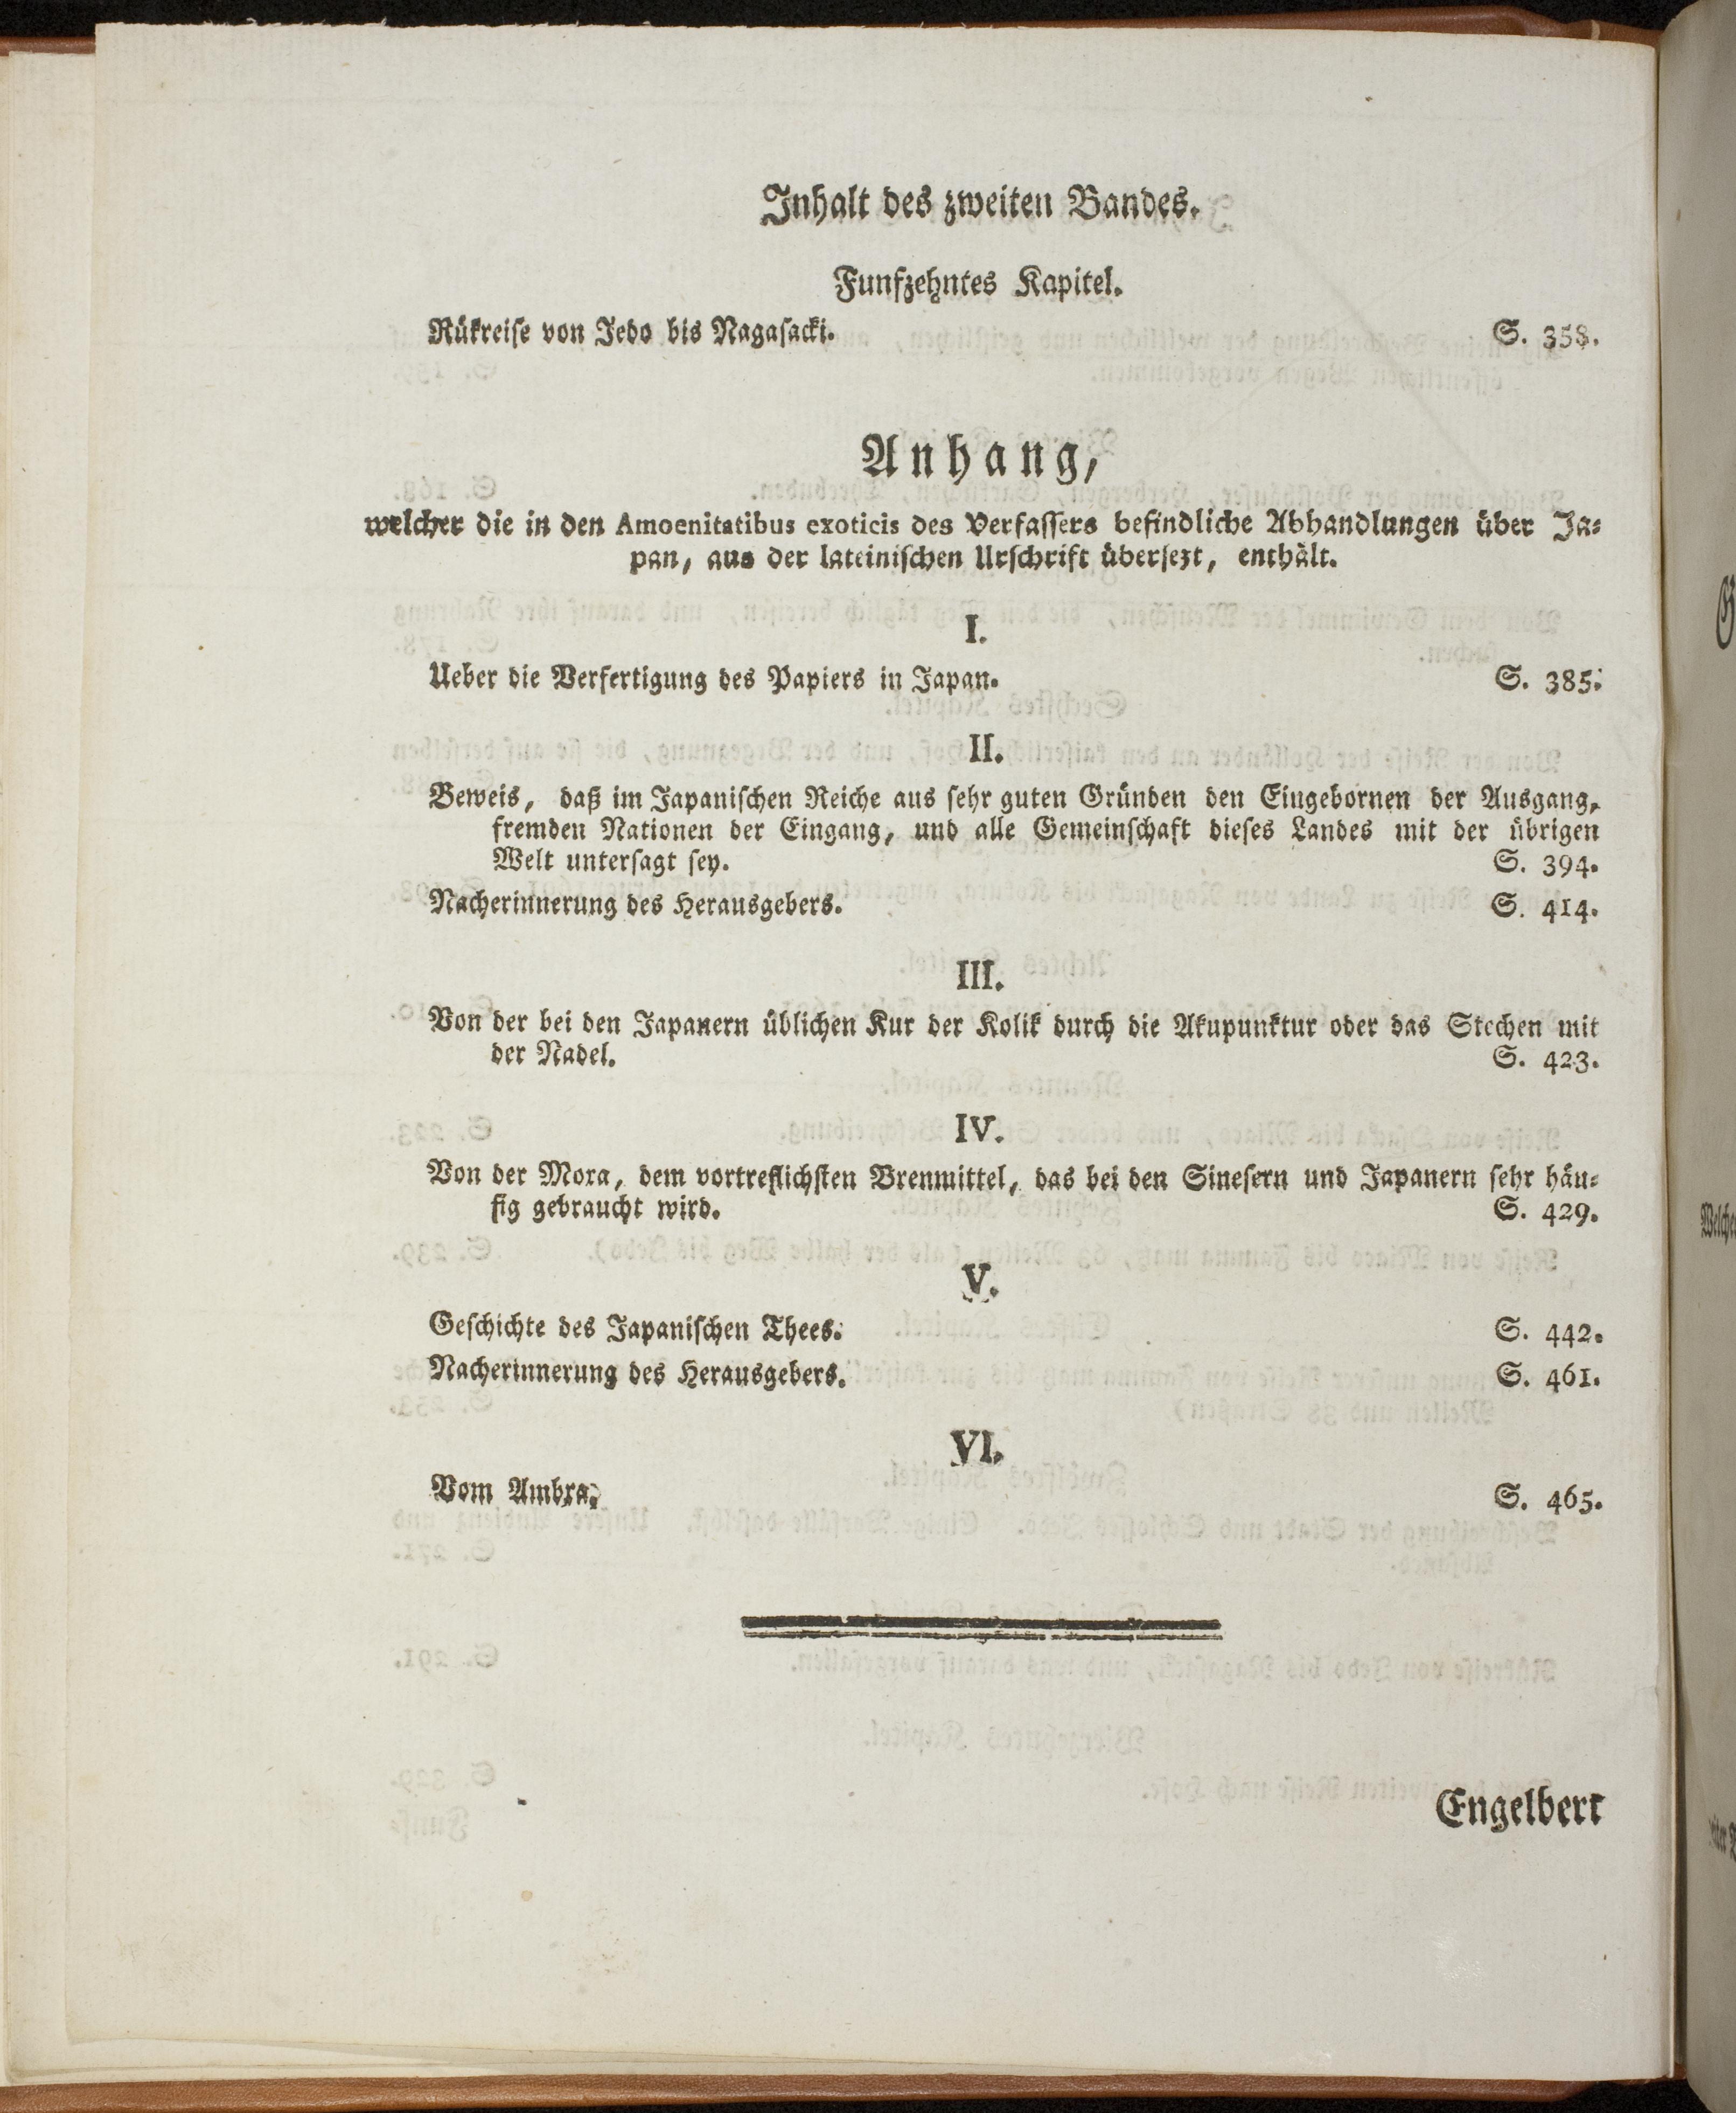 Inhalt des zweiten Bandes.
Funfzehntes Kapitel.
Rükreise von Jedo bis Nagasacki. S. 358.
Anhang,
welcher die in den Amoenitatibus exoticis des Verfassers befindliche Abhandlungen über Ja-
pan, aus der lateinischen Urschrift übersezt, enthält.
I.
Ueber die Verfertigung des Papiers in Japan. S. 385.
II.
Beweis, daß im Japanischen Reiche aus sehr guten Gründen den Eingebornen der Ausgang,
fremden Nationen der Eingang, und alle Gemeinschaft dieses Landes mit der übrigen
Welt untersagt sey. S. 394.
Nacherinnerung des Herausgebers. S. 414.
III.
Von der bei den Japanern üblichen Kur der Kolik durch die Akupunktur oder das Stechen mit
der Nadel. S. 423.
IV.
Von der Moxa, dem vortreflichsten Brenmittel, das bei den Sinesern und Japanern sehr häu-
fig gebraucht wird. S. 429.
V.
Geschichte des Japanischen Thees. S. 442.
Nacherinnerung des Herausgebers. S. 461.
VI.
Vom Ambra. S. 465.
Engelbert